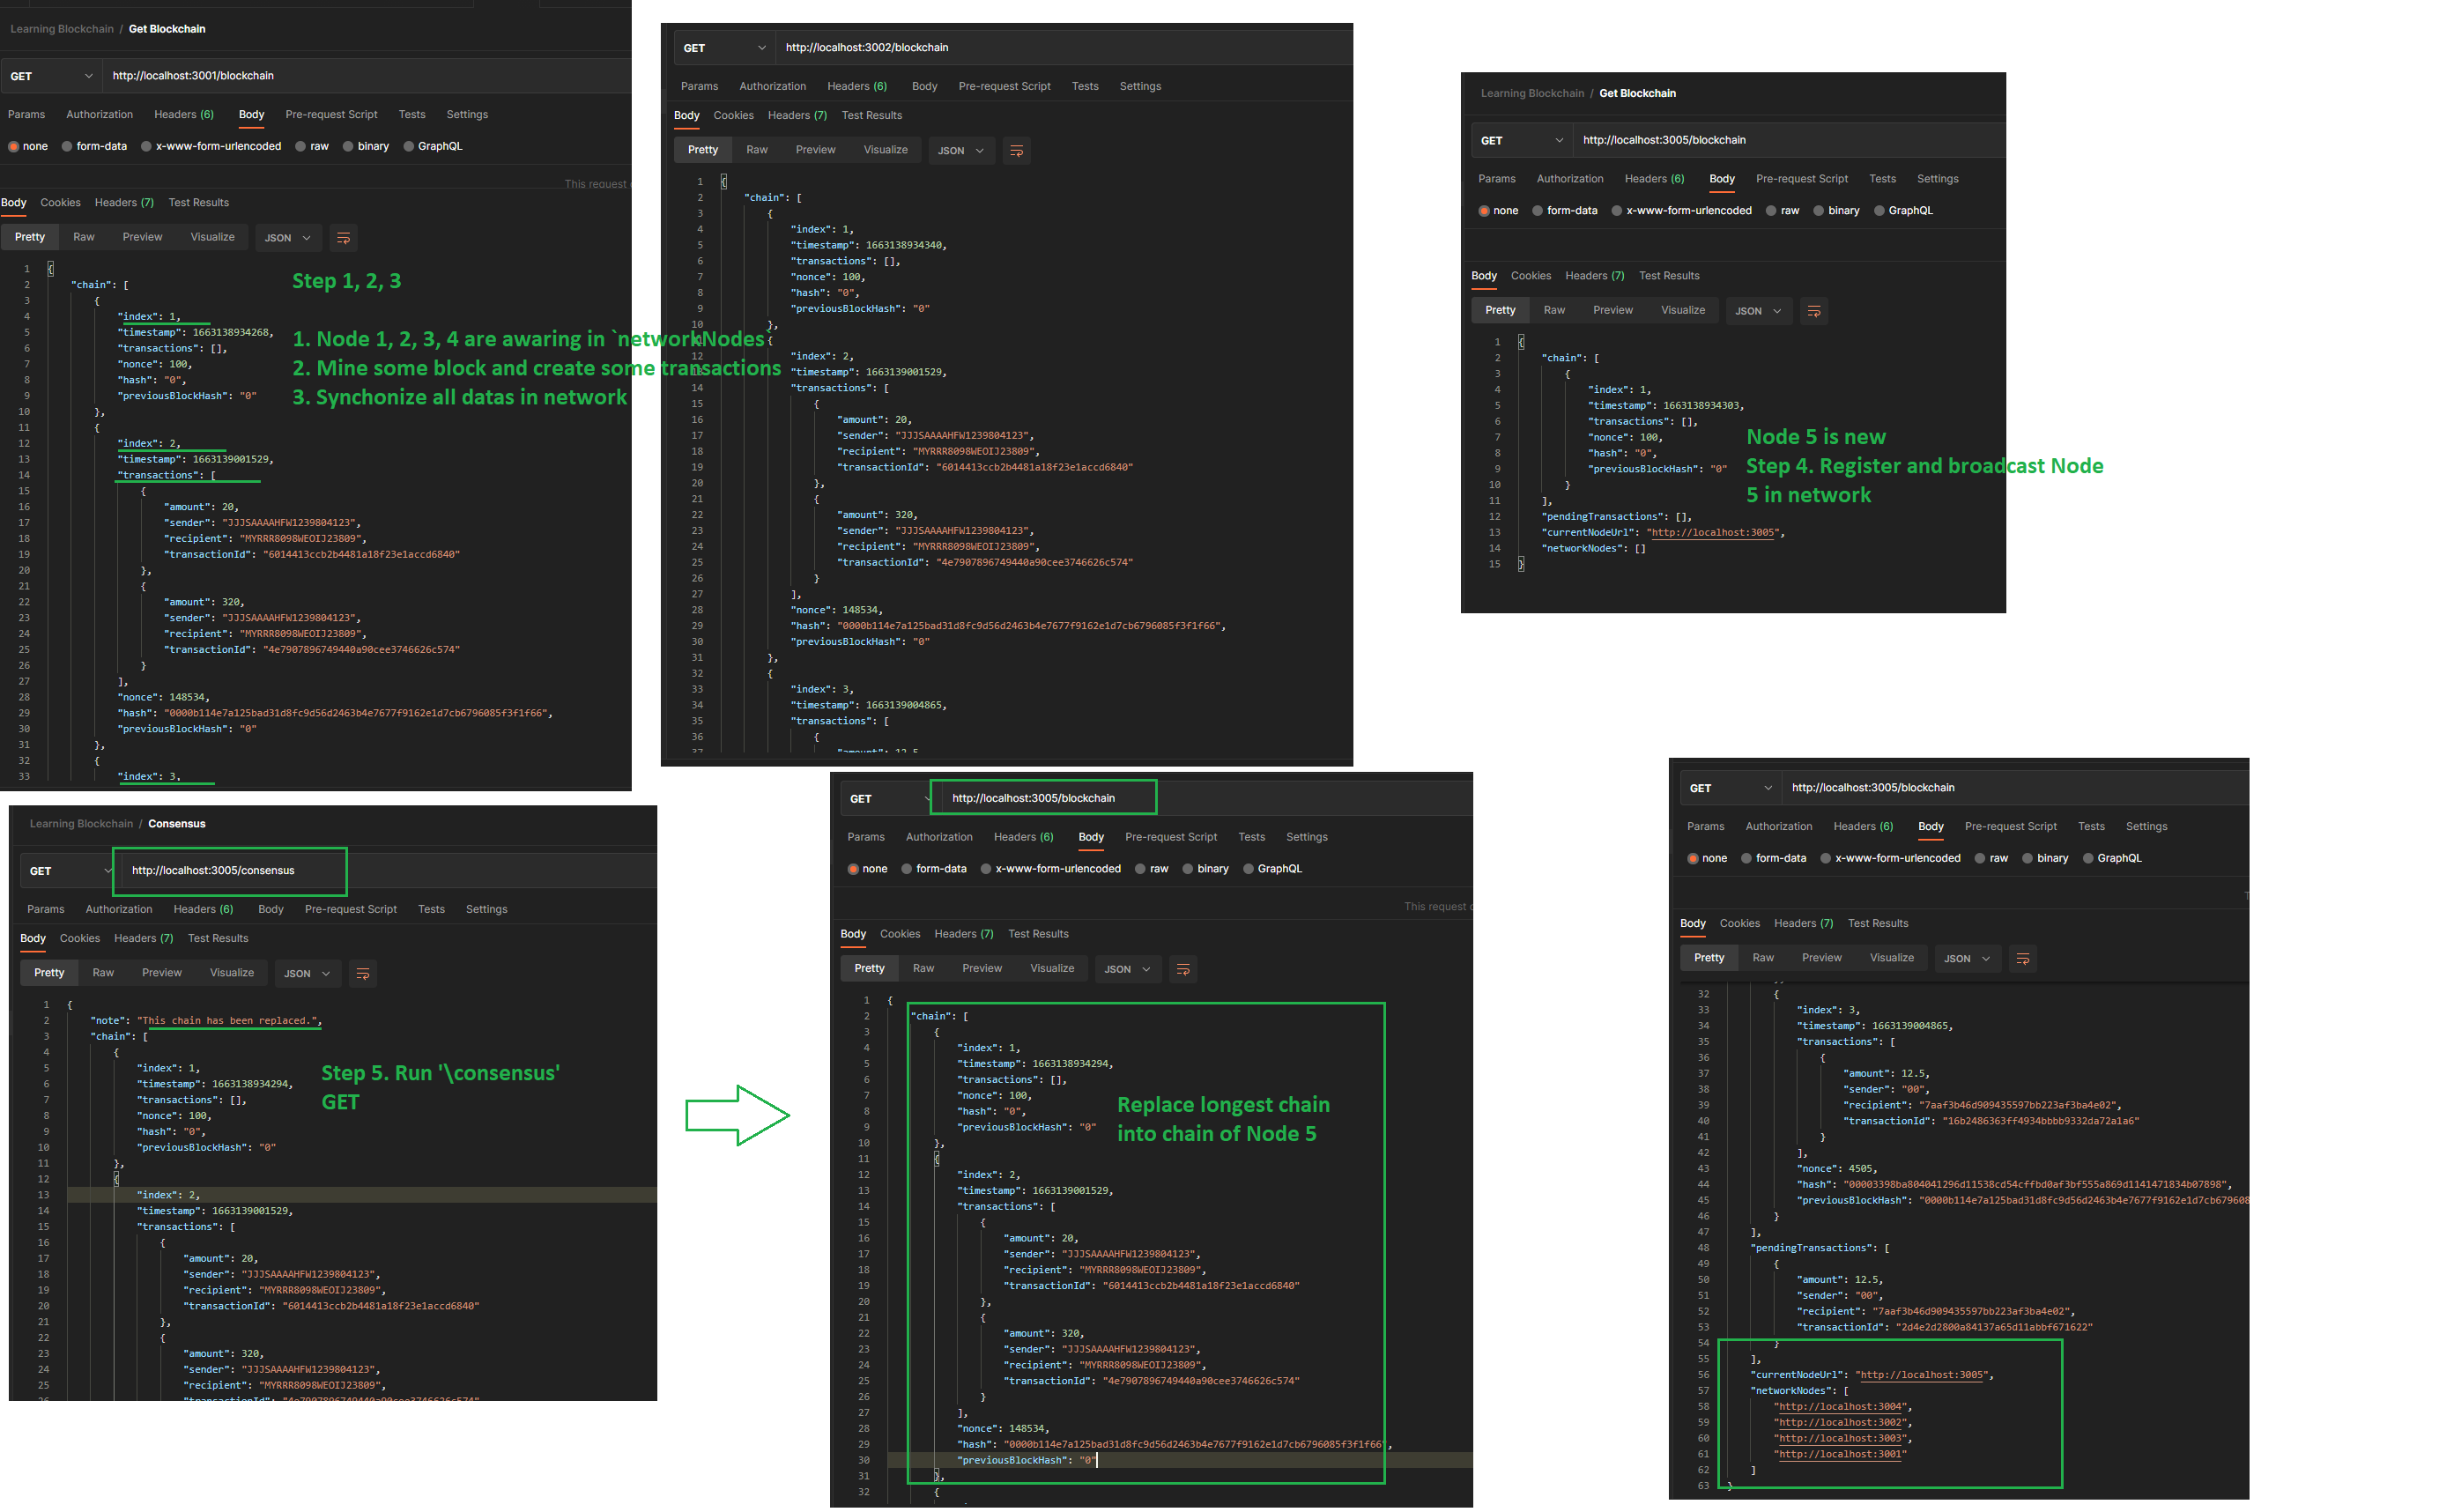 Learning Blockchain / Get Blockchain
GET http://localhost:3001/blockchain
Params Authorization Headers (6) Body Pre-request Script Tests Settings
none form-data x-www-form-urlencoded raw binary GraphQL
This request
Body Cookies Headers (7) Test Results
Pretty Raw Preview Visualize JSON
1 {
2 "chain": [
3 {
4 "index": 1,
5 "timestamp": 1663138934268,
6 "transactions": [],
7 "nonce": 100,
8 "hash": "0",
9 "previousBlockHash": "0"
10 },
11 {
12 "index": 2,
13 "timestamp": 1663139001529,
14 "transactions": [
15 {
16 "amount": 20,
17 "sender": "JJJSAAAAHFW1239804123",
18 "recipient": "MYRRR8098WEOIJ23809",
19 "transactionId": "6014413ccb2b4481a18f23e1accd6840"
20 },
21 {
22 "amount": 320,
23 "sender": "JJJSAAAAHFW1239804123",
24 "recipient": "MYRRR8098WEOIJ23809",
25 "transactionId": "4e7907896749440a90cee3746626c574"
26 }
27 ],
28 "nonce": 148534,
29 "hash": "0000b114e7a125bad31d8fc9d56d2463b4e7677f9162e1d7cb6796085f3f1f66",
30 "previousBlockHash": "0"
31 },
32 {
33 "index": 3,
Step 1, 2, 3
1. Node 1, 2, 3, 4 are awaring in `networkNodes`
2. Mine some block and create some transactions
3. Synchonize all datas in network
GET http://localhost:3002/blockchain
Params Authorization Headers (6) Body Pre-request Script Tests Settings
Body Cookies Headers (7) Test Results
Pretty Raw Preview Visualize JSON
1 {
2 "chain": [
3 {
4 "index": 1,
5 "timestamp": 1663138934340,
6 "transactions": [],
7 "nonce": 100,
8 "hash": "0",
9 "previousBlockHash": "0"
10 },
{
12 "index": 2,
"timestamp": 1663139001529,
14 "transactions": [
15 {
16 "amount": 20,
17 "sender": "JJJSAAAAHFW1239804123",
18 "recipient": "MYRRR8098WEOIJ23809",
19 "transactionId": "6014413ccb2b4481a18f23e1accd6840"
20 },
21 {
22 "amount": 320,
23 "sender": "JJJSAAAAHFW1239804123",
24 "recipient": "MYRRR8098WEOIJ23809",
25 "transactionId": "4e7907896749440a90cee3746626c574"
26 }
27 ],
28 "nonce": 148534,
29 "hash": "0000b114e7a125bad31d8fc9d56d2463b4e7677f9162e1d7cb6796085f3f1f66",
30 "previousBlockHash": "0"
31 },
32 {
33 "index": 3,
34 "timestamp": 1663139004865,
35 "transactions": [
36 {
37 "amount": 12.5
Learning Blockchain / Get Blockchain
GET http://localhost:3005/blockchain
Params Authorization Headers (6) Body Pre-request Script Tests Settings
none form-data x-www-form-urlencoded raw binary GraphQL
Body Cookies Headers (7) Test Results
Pretty Raw Preview Visualize JSON
1 {
2 "chain": [
3 {
4 "index": 1,
5 "timestamp": 1663138934303,
6 "transactions": [],
7 "nonce": 100,
8 "hash": "0",
9 "previousBlockHash": "0"
10 }
11 ],
12 "pendingTransactions": [],
13 "currentNodeUrl": "http://localhost:3005",
14 "networkNodes": []
15 }
Node 5 is new
Step 4. Register and broadcast Node
5 in network
Learning Blockchain / Consensus
GET http://localhost:3005/consensus
Params Authorization Headers (6) Body Pre-request Script Tests Settings
Body Cookies Headers (7) Test Results
Pretty Raw Preview Visualize JSON
1 {
2 "note": "This chain has been replaced.",
3 "chain": [
4 {
5 "index": 1,
6 "timestamp": 1663138934294,
7 "transactions": [],
8 "nonce": 100,
9 "hash": "0",
10 "previousBlockHash": "0"
11 },
12 {
13 "index": 2,
14 "timestamp": 1663139001529,
15 "transactions": [
16 {
17 "amount": 20,
18 "sender": "JJJSAAAAHFW1239804123",
19 "recipient": "MYRRR8098WEOIJ23809",
20 "transactionId": "6014413ccb2b4481a18f23e1accd6840"
21 },
22 {
23 "amount": 320,
24 "sender": "JJJSAAAAHFW1239804123",
25 "recipient": "MYRRR8098WEOIJ23809",
26 "transactionId": "4e7907896749440a90cee3746626c574"
Step 5. Run '\consensus'
GET
GET http://localhost:3005/blockchain
Params Authorization Headers (6) Body Pre-request Script Tests Settings
none form-data x-www-form-urlencoded raw binary GraphQL
This request
Body Cookies Headers (7) Test Results
Pretty Raw Preview Visualize JSON
1 {
2 "chain": [
3 {
4 "index": 1,
5 "timestamp": 1663138934294,
6 "transactions": [],
7 "nonce": 100,
8 "hash": "0",
9 "previousBlockHash": "0"
10 },
11 {
12 "index": 2,
13 "timestamp": 1663139001529,
14 "transactions": [
15 {
16 "amount": 20,
17 "sender": "JJJSAAAAHFW1239804123",
18 "recipient": "MYRRR8098WEOIJ23809",
19 "transactionId": "6014413ccb2b4481a18f23e1accd6840"
20 },
21 {
22 "amount": 320,
23 "sender": "JJJSAAAAHFW1239804123",
24 "recipient": "MYRRR8098WEOIJ23809",
25 "transactionId": "4e7907896749440a90cee3746626c574"
26 }
27 ],
28 "nonce": 148534,
29 "hash": "0000b114e7a125bad31d8fc9d56d2463b4e7677f9162e1d7cb6796085f3f1f66",
30 "previousBlockHash": "0"
31 },
32 {
Replace longest chain
into chain of Node 5
GET http://localhost:3005/blockchain
Params Authorization Headers (6) Body Pre-request Script Tests Settings
none form-data x-www-form-urlencoded raw binary GraphQL
Body Cookies Headers (7) Test Results
Pretty Raw Preview Visualize JSON
32 {
33 "index": 3,
34 "timestamp": 1663139004865,
35 "transactions": [
36 {
37 "amount": 12.5,
38 "sender": "00",
39 "recipient": "7aaf3b46d909435597bb223af3ba4e02",
40 "transactionId": "16b2486363ff4934bbbb9332da72a1a6"
41 }
42 ],
43 "nonce": 4505,
44 "hash": "00003398ba804041296d11538cd54cffbd0af3bf555a869d1141471834b07898",
45 "previousBlockHash": "0000b114e7a125bad31d8fc9d56d2463b4e7677f9162e1d7cb679608
46 }
47 ],
48 "pendingTransactions": [
49 {
50 "amount": 12.5,
51 "sender": "00",
52 "recipient": "7aaf3b46d909435597bb223af3ba4e02",
53 "transactionId": "2d4e2d2800a84137a65d11abbf671622"
54 }
55 ],
56 "currentNodeUrl": "http://localhost:3005",
57 "networkNodes": [
58 "http://localhost:3004",
59 "http://localhost:3002",
60 "http://localhost:3003",
61 "http://localhost:3001"
62 ]
63 }